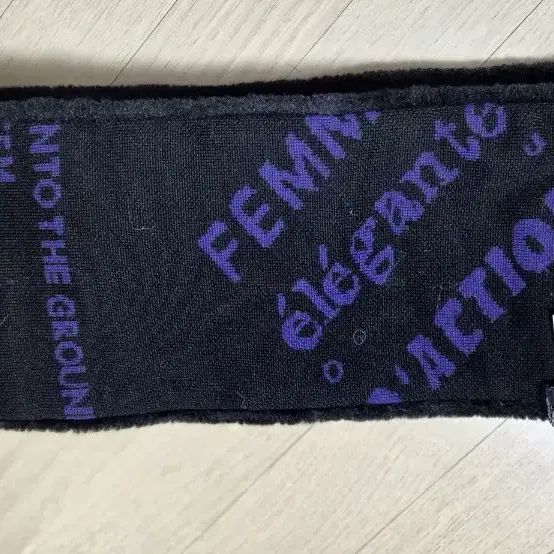 NTO THE GROUN
FEMM
élégante
D'ACTIO